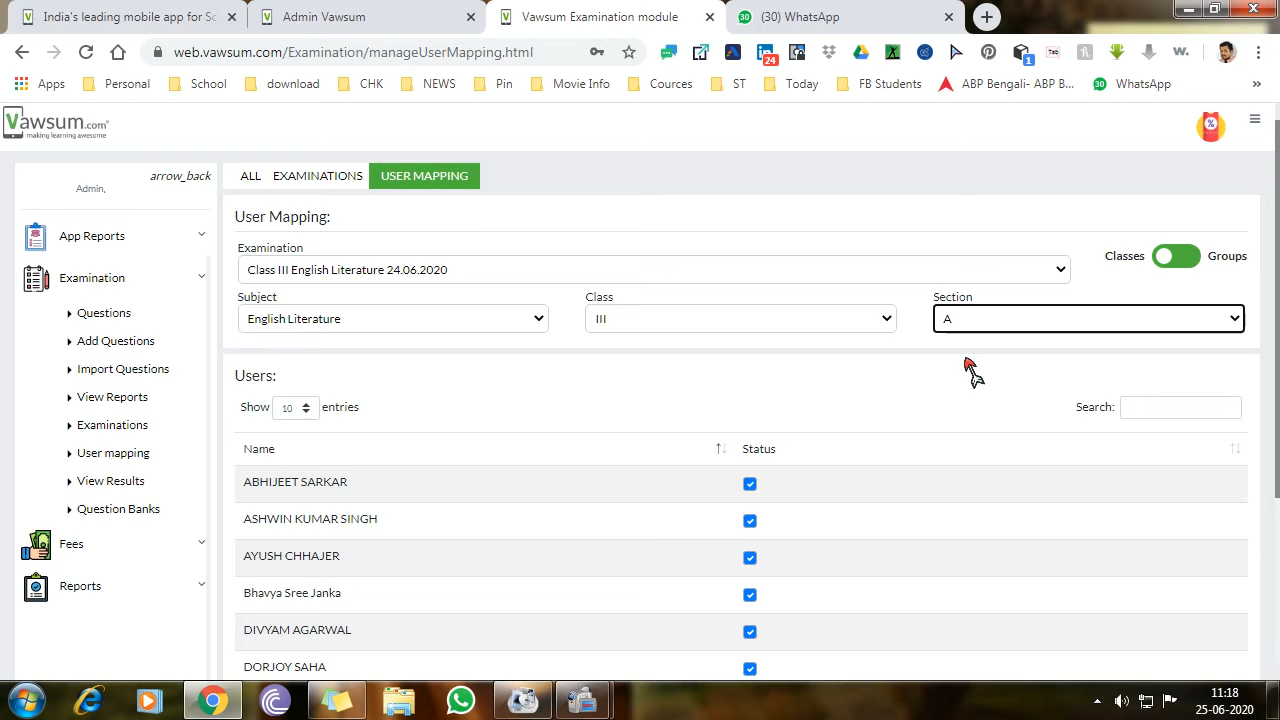 India's leading mobile app for Sc
Admin Vawsum
Vawsum Examination module
30
(30) WhatsApp
web.vawsum.com/Examination/manageUserMapping.html
24
1
Tab
W.
Apps
Personal
School
download
CHK
NEWS
Pin
Movie Info
Cources
ST
Today
FB Students
ABP Bengali- ABP B...
30
WhatsApp
»
Vawsum.com
making learning awesome
%
arrow_back
Admin,
App Reports
Examination
Questions
Add Questions
Import Questions
View Reports
Examinations
User mapping
View Results
Question Banks
Fees
Reports
ALL
EXAMINATIONS
USER MAPPING
User Mapping:
Examination
Class III English Literature 24.06.2020
Classes
Groups
Subject
Class
Section
English Literature
III
A
Users:
Show 10 entries
Search:
Name
Status
ABHIJEET SARKAR
ASHWIN KUMAR SINGH
AYUSH CHHAJER
Bhavya Sree Janka
DIVYAM AGARWAL
DORJOY SAHA
11:18
25-06-2020